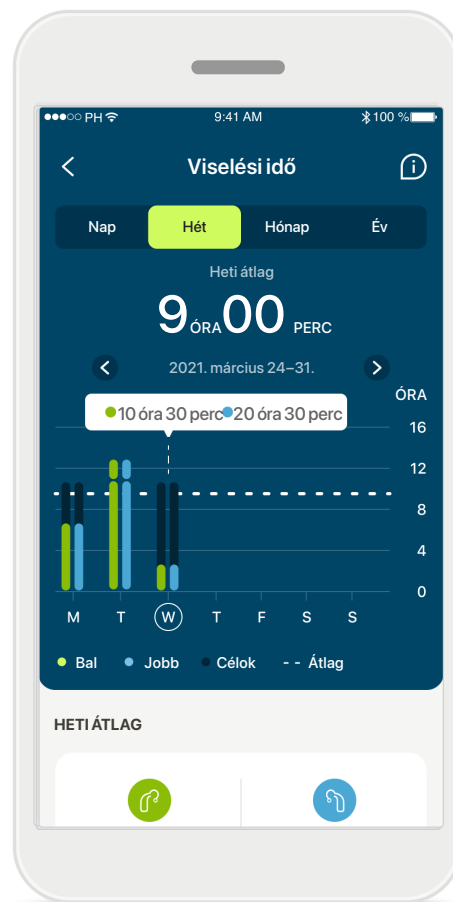 PH 9:41 AM 100 %
Viselési idő
Nap Hét Hónap Év
Heti átlag
9 ÓRA 00 PERC
2021. március 24–31.
ÓRA
10 óra 30 perc 20 óra 30 perc
16
12
8
4
0
M T W T F S S
Bal Jobb Célok - - Átlag
HETI ÁTLAG